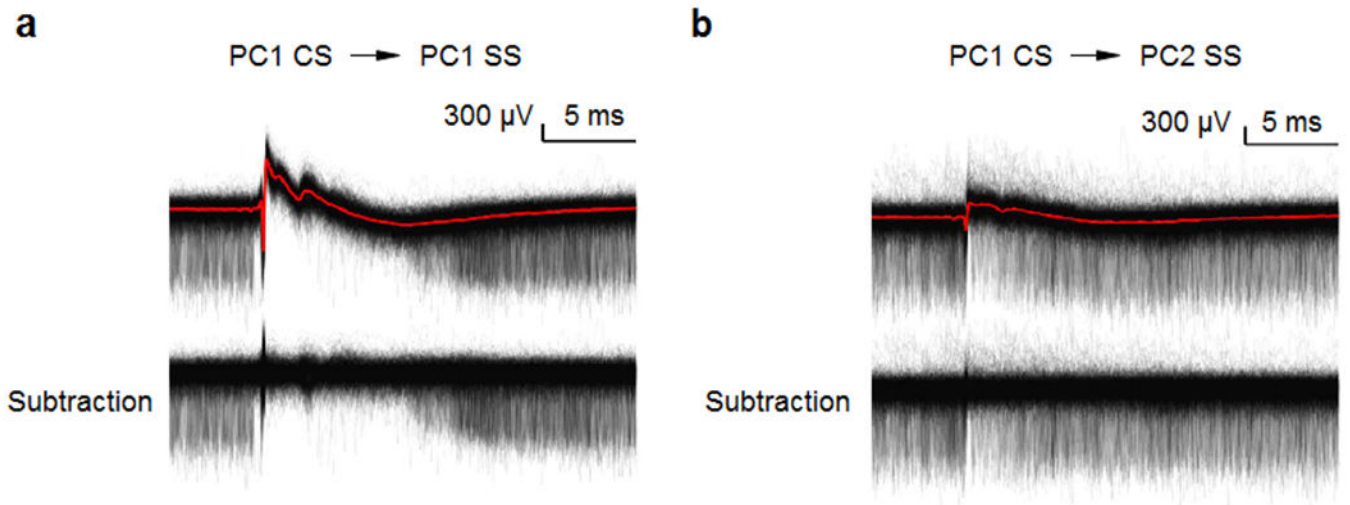 a
PC1 CS → PC1 SS
300 µV 5 ms
Subtraction
b
PC1 CS → PC2 SS
300 µV 5 ms
Subtraction